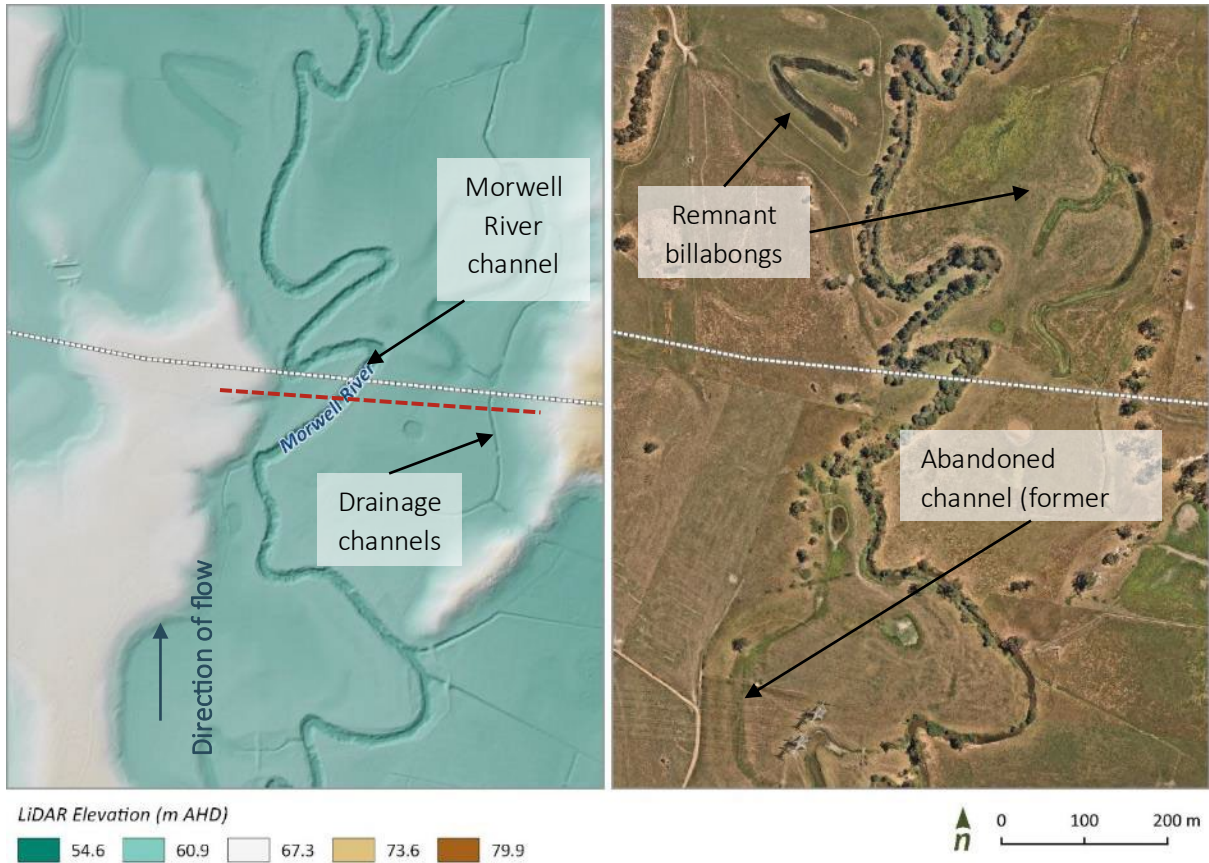 Morwell
River
channel
Morwell River
Drainage
channels
Direction of flow
Remnant
billabongs
Abandoned
channel (former
LiDAR Elevation (m AHD)
54.6 60.9 67.3 73.6 79.9
n
0 100 200 m